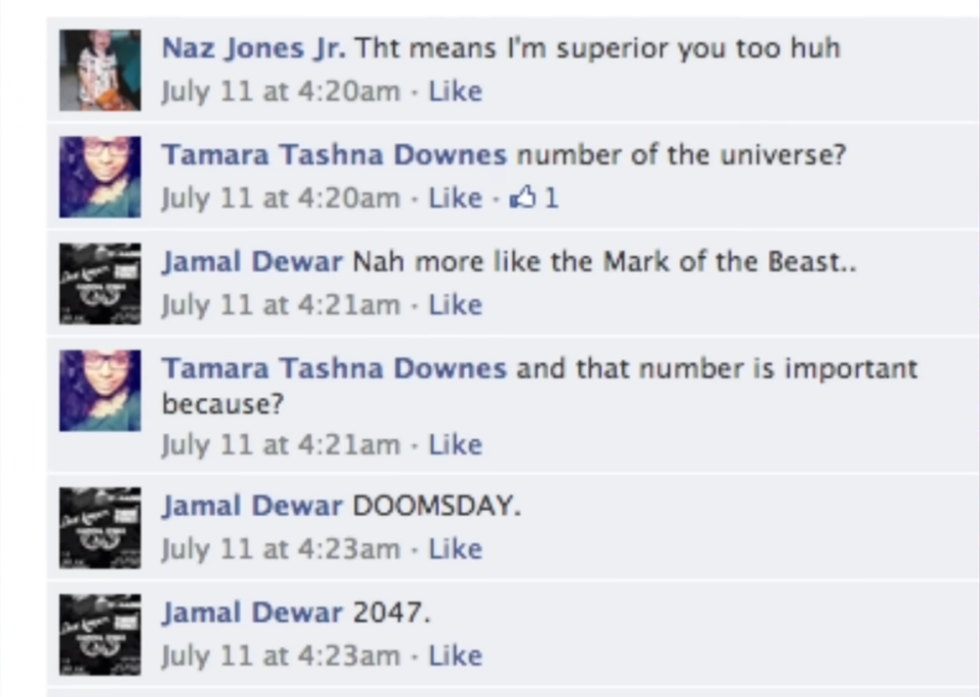 Naz Jones Jr. Tht means I'm superior you too huh
July 11 at 4:20am · Like
Tamara Tashna Downes number of the universe?
July 11 at 4:20am · Like · 1
Jamal Dewar Nah more like the Mark of the Beast..
July 11 at 4:21am · Like
Tamara Tashna Downes and that number is important
because?
July 11 at 4:21am · Like
Jamal Dewar DOOMSDAY.
July 11 at 4:23am · Like
Jamal Dewar 2047.
July 11 at 4:23am · Like